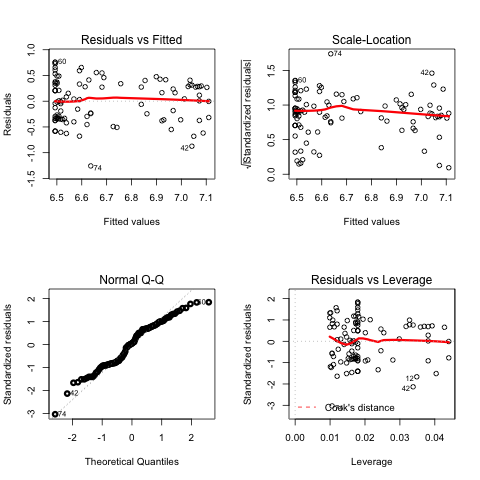 Residuals vs Fitted
Residuals
1.0
0.5
0.0
-0.5
-1.0
-1.5
60
42
74
6.5 6.6 6.7 6.8 6.9 7.0 7.1
Fitted values
Scale-Location
√|Standardized residuals|
1.5
1.0
0.5
0.0
74
42
60
6.5 6.6 6.7 6.8 6.9 7.0 7.1
Fitted values
Normal Q-Q
Standardized residuals
2
1
0
-1
-2
-3
60
42
74
-2 -1 0 1 2
Theoretical Quantiles
Residuals vs Leverage
Standardized residuals
2
1
0
-1
-2
-3
12
42
Cook's distance
0.00 0.01 0.02 0.03 0.04
Leverage